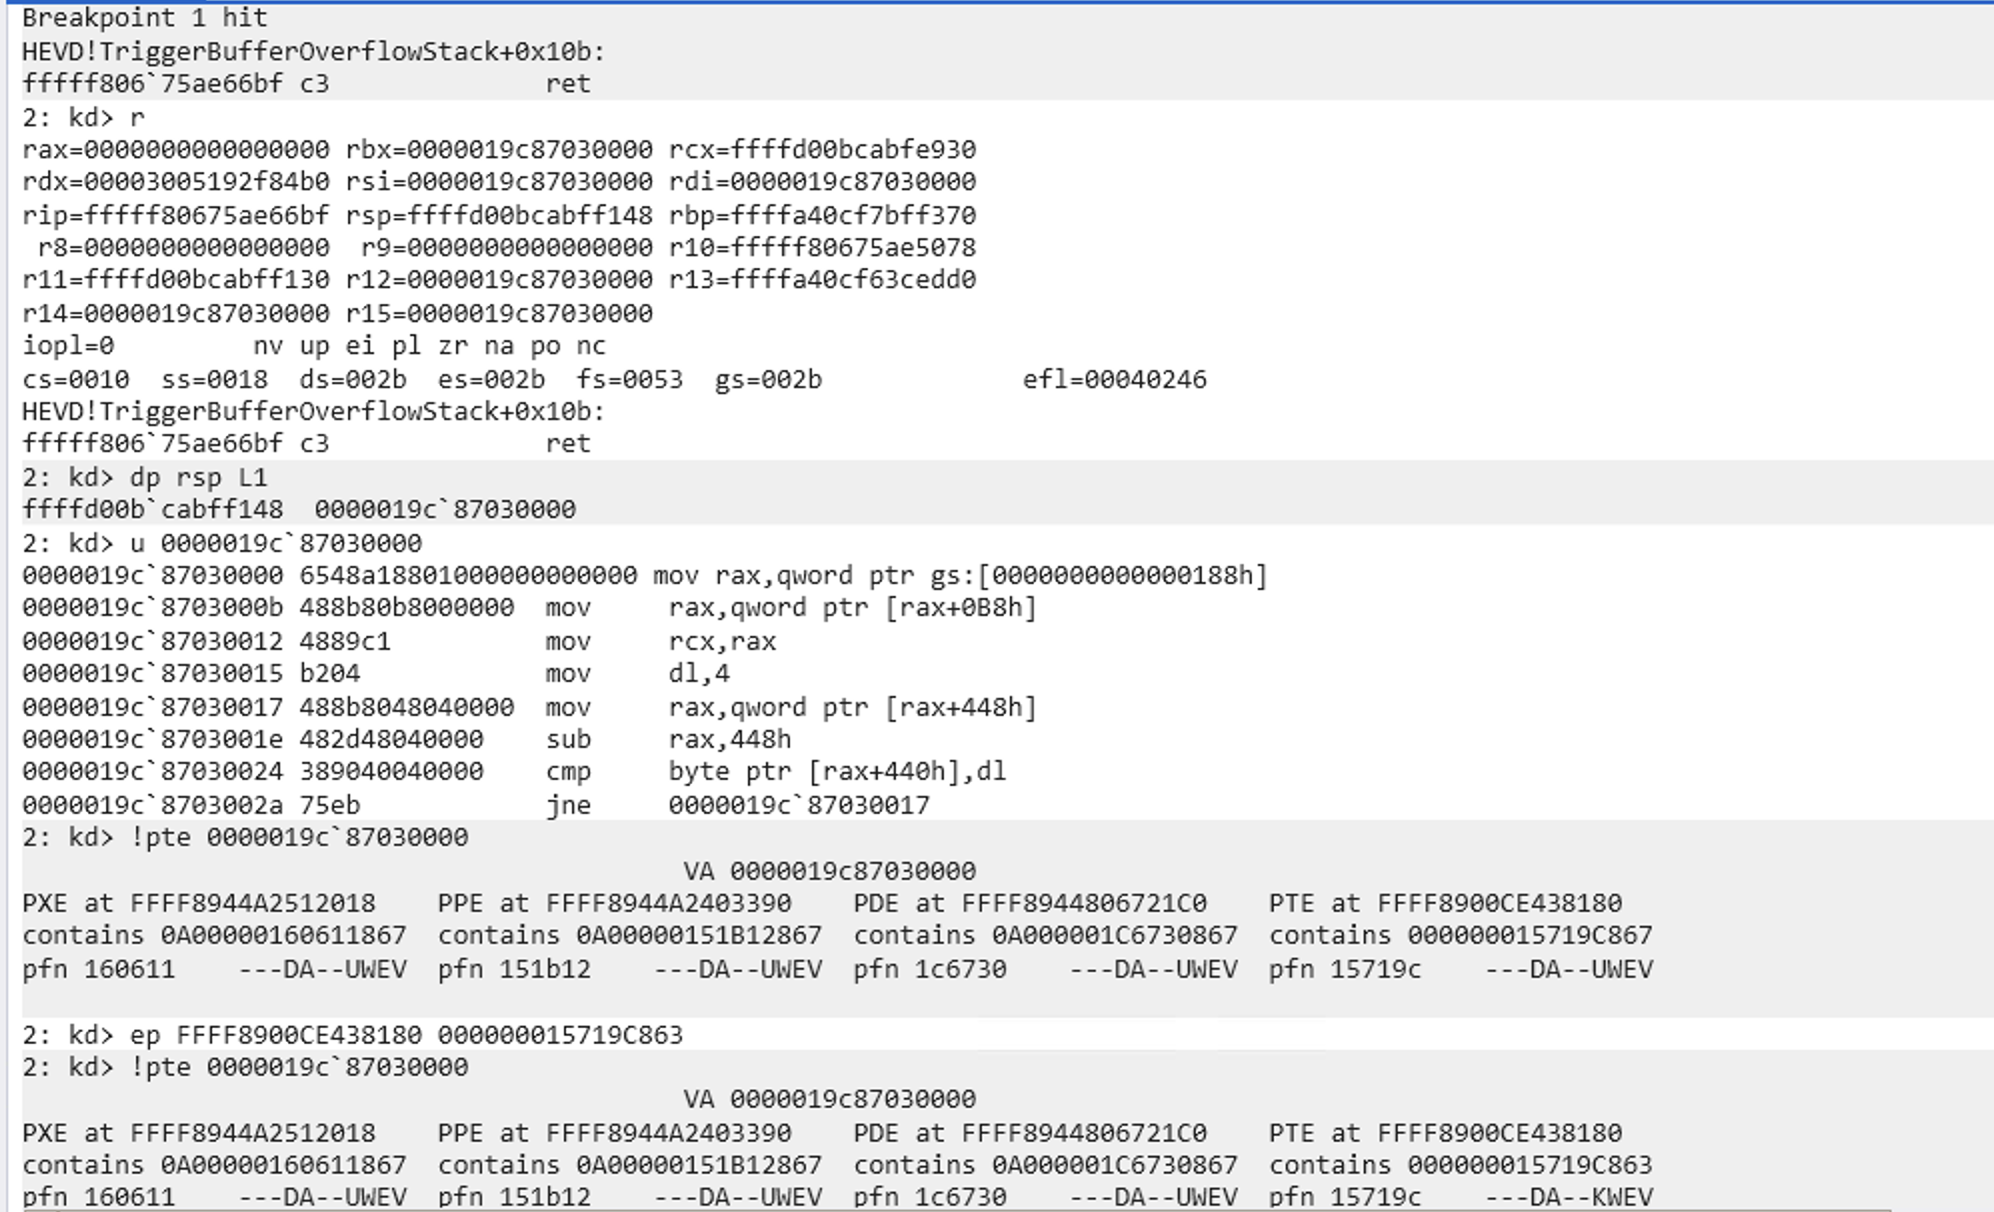 Breakpoint 1 hit
HEVD!TriggerBufferOverflowStack+0x10b:
fffff806`75ae66bf c3              ret
2: kd> r
rax=0000000000000000 rbx=0000019c87030000 rcx=ffffd00bcabfe930
rdx=00003005192f84b0 rsi=0000019c87030000 rdi=0000019c87030000
rip=fffff80675ae66bf rsp=ffffd00bcabff148 rbp=ffffa40cf7bff370
 r8=0000000000000000  r9=0000000000000000 r10=fffff80675ae5078
r11=ffffd00bcabff130 r12=0000019c87030000 r13=ffffa40cf63cedd0
r14=0000019c87030000 r15=0000019c87030000
iopl=0         nv up ei pl zr na po nc
cs=0010  ss=0018  ds=002b  es=002b  fs=0053  gs=002b             efl=00040246
HEVD!TriggerBufferOverflowStack+0x10b:
fffff806`75ae66bf c3              ret
2: kd> dp rsp L1
ffffd00b`cabff148  0000019c`87030000
2: kd> u 0000019c`87030000
0000019c`87030000 6548a18801000000000000 mov rax,qword ptr gs:[0000000000000188h]
0000019c`8703000b 488b80b8000000  mov     rax,qword ptr [rax+0B8h]
0000019c`87030012 4889c1          mov     rcx,rax
0000019c`87030015 b204            mov     dl,4
0000019c`87030017 488b8048040000  mov     rax,qword ptr [rax+448h]
0000019c`8703001e 482d48040000    sub     rax,448h
0000019c`87030024 389040040000    cmp     byte ptr [rax+440h],dl
0000019c`8703002a 75eb            jne     0000019c`87030017
2: kd> !pte 0000019c`87030000
                                           VA 0000019c87030000
PXE at FFFF8944A2512018    PPE at FFFF8944A2403390    PDE at FFFF8944806721C0    PTE at FFFF8900CE438180
contains 0A00000160611867  contains 0A00000151B12867  contains 0A000001C6730867  contains 000000015719C867
pfn 160611    ---DA--UWEV  pfn 151b12    ---DA--UWEV  pfn 1c6730    ---DA--UWEV  pfn 15719c    ---DA--UWEV
2: kd> ep FFFF8900CE438180 000000015719C863
2: kd> !pte 0000019c`87030000
                                           VA 0000019c87030000
PXE at FFFF8944A2512018    PPE at FFFF8944A2403390    PDE at FFFF8944806721C0    PTE at FFFF8900CE438180
contains 0A00000160611867  contains 0A00000151B12867  contains 0A000001C6730867  contains 000000015719C863
pfn 160611    ---DA--UWEV  pfn 151b12    ---DA--UWEV  pfn 1c6730    ---DA--UWEV  pfn 15719c    ---DA--KWEV